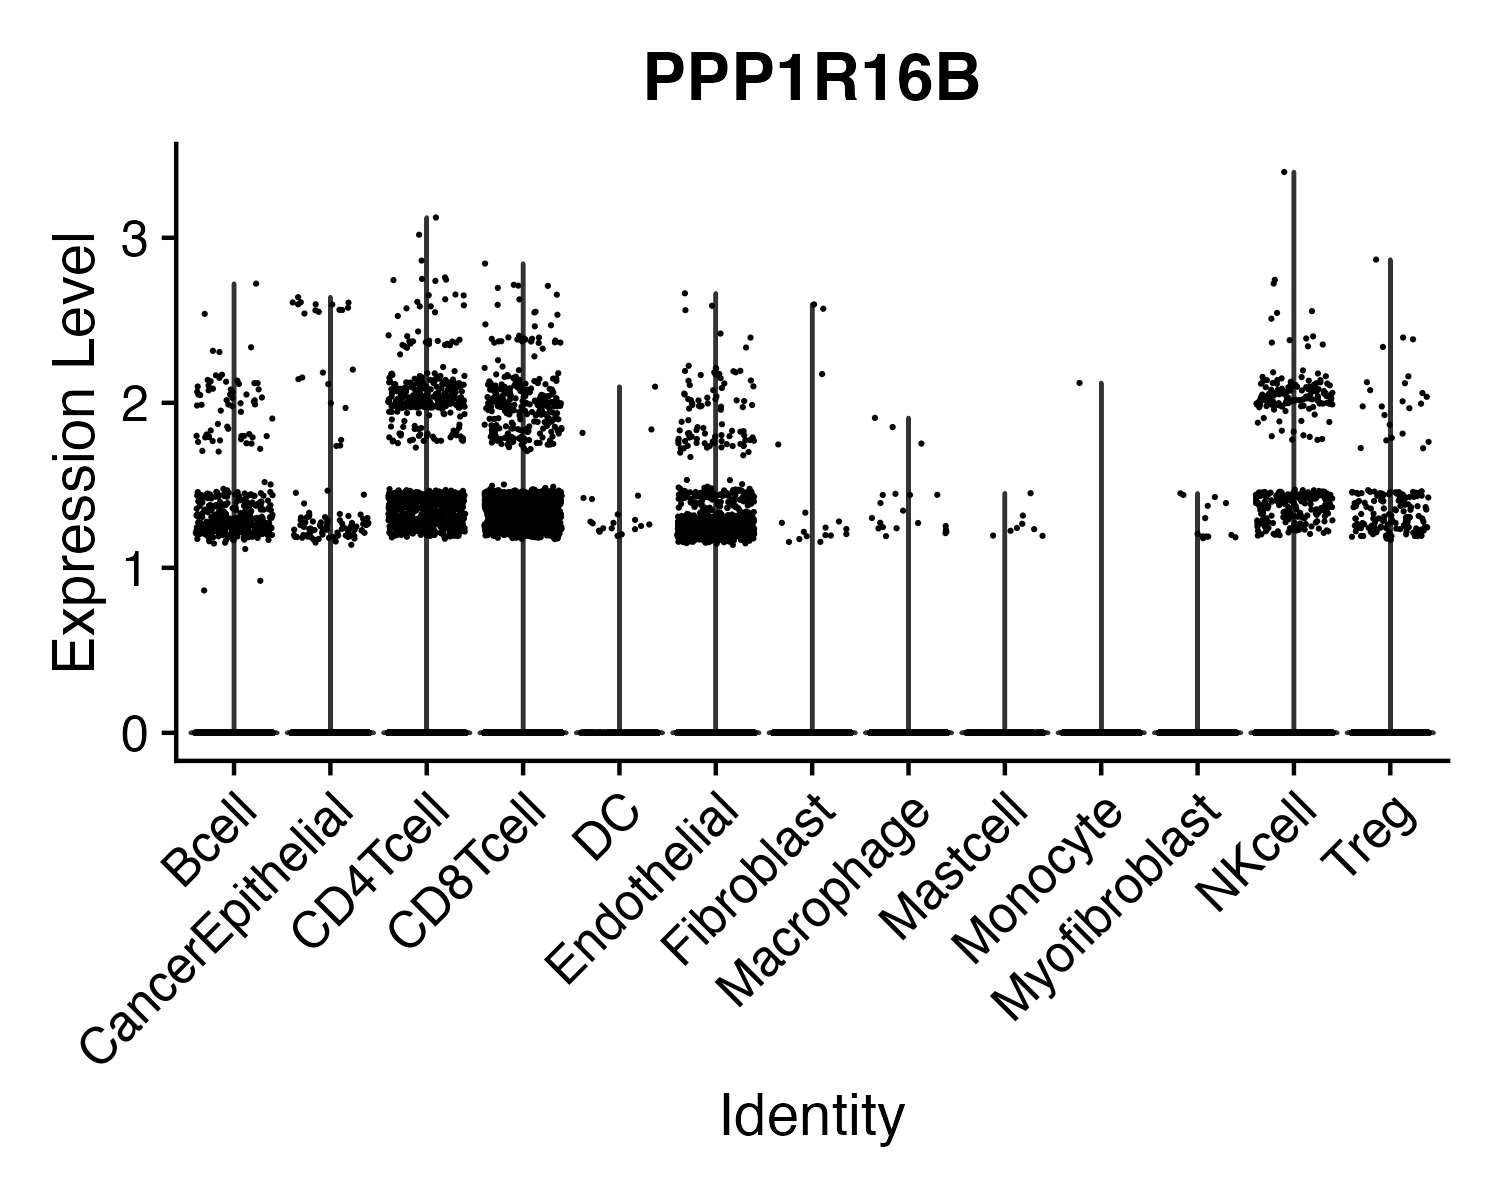 PPP1R16B
Expression Level
3
2
1
0
Bcell
CancerEpithelial
CD4Tcell
CD8Tcell
DC
Endothelial
Fibroblast
Macrophage
Mastcell
Monocyte
Myofibroblast
NKcell
Treg
Identity